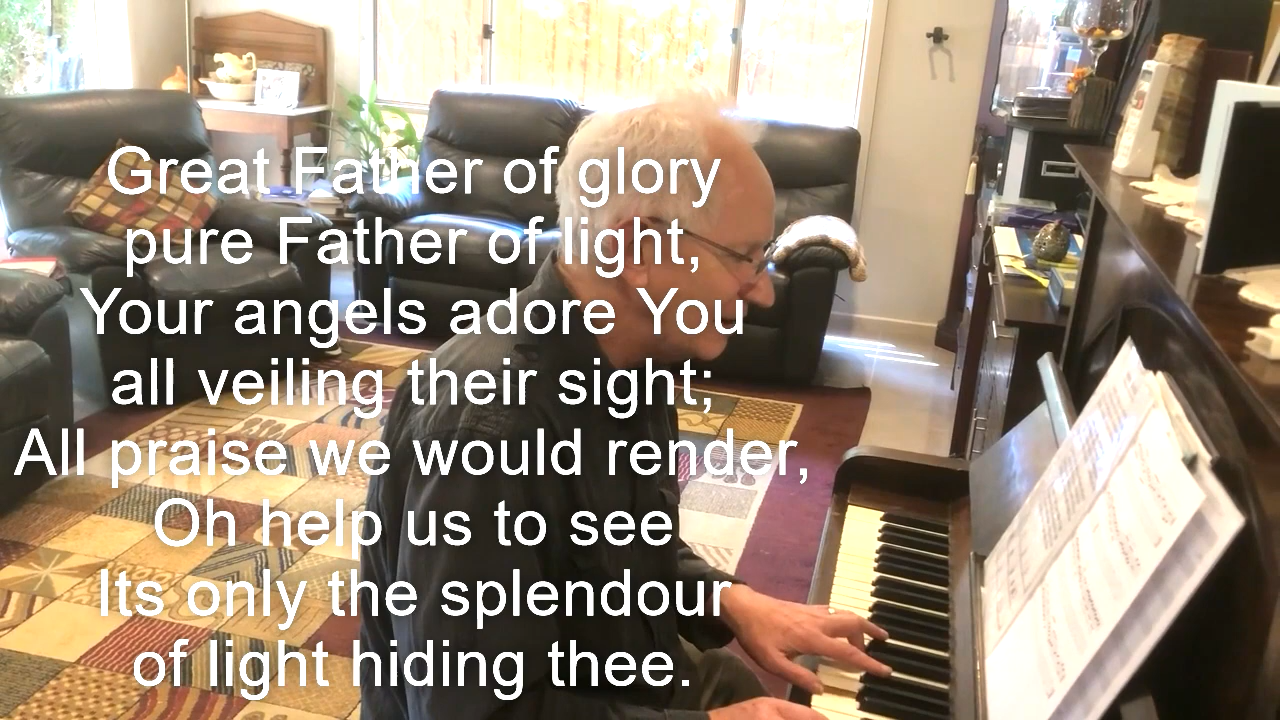 Great Father of glory
pure Father of light,
Your angels adore You
all veiling their sight;
All praise we would render,
Oh help us to see
Its only the splendour
of light hiding thee.